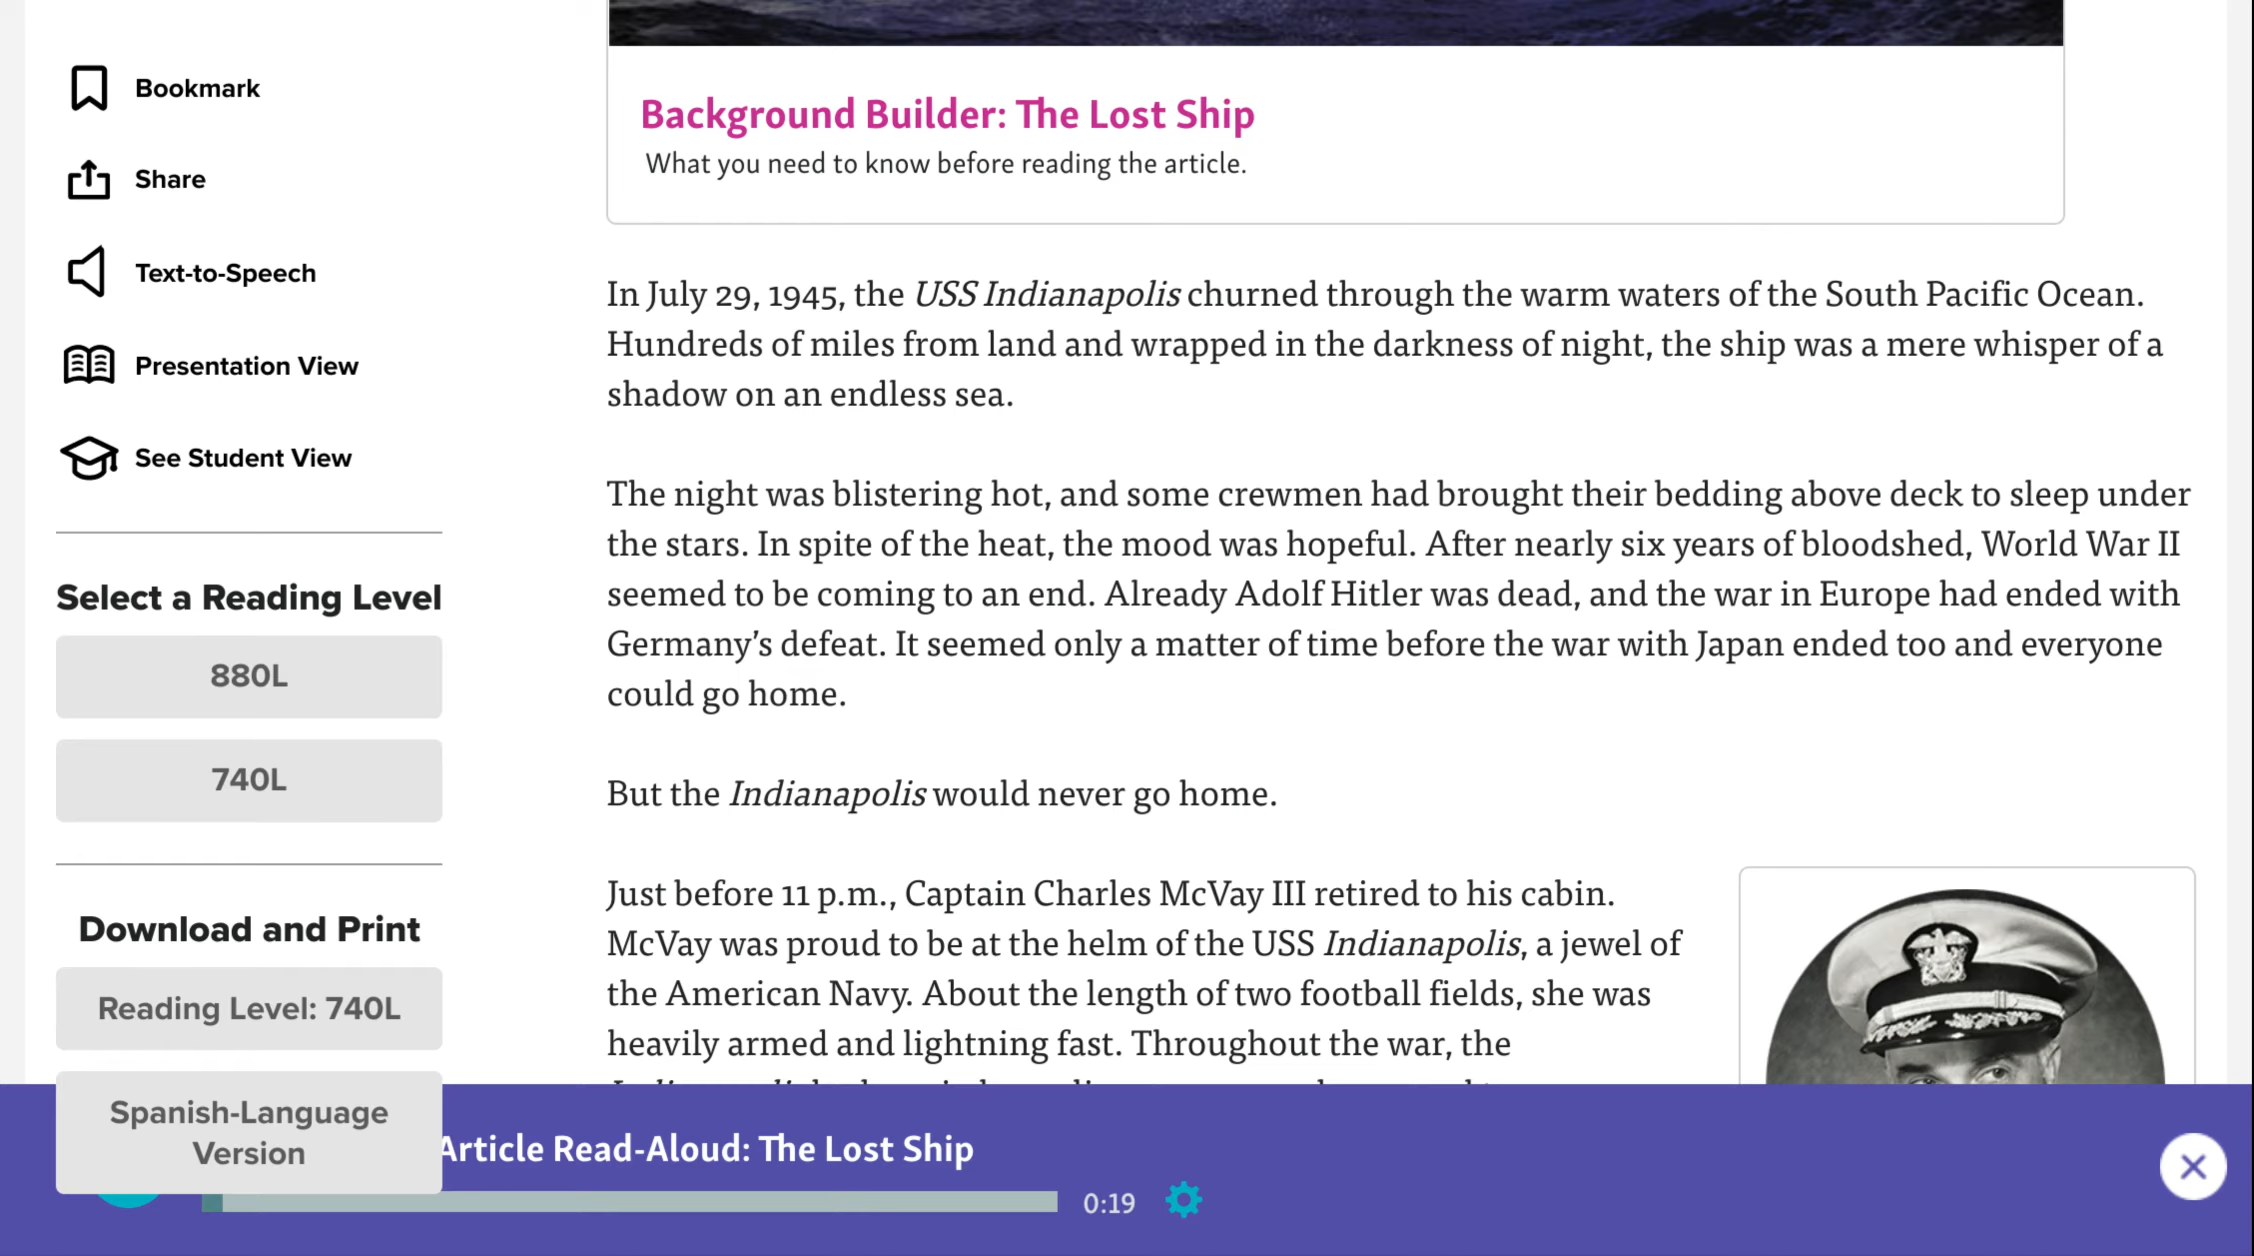 Bookmark
Share
Text-to-Speech
Presentation View
See Student View
Select a Reading Level
880L
740L
Download and Print
Reading Level: 740L
Spanish-Language
Version
Background Builder: The Lost Ship
What you need to know before reading the article.
In July 29, 1945, the USS Indianapolis churned through the warm waters of the South Pacific Ocean.
Hundreds of miles from land and wrapped in the darkness of night, the ship was a mere whisper of a
shadow on an endless sea.
The night was blistering hot, and some crewmen had brought their bedding above deck to sleep under
the stars. In spite of the heat, the mood was hopeful. After nearly six years of bloodshed, World War II
seemed to be coming to an end. Already Adolf Hitler was dead, and the war in Europe had ended with
Germany’s defeat. It seemed only a matter of time before the war with Japan ended too and everyone
could go home.
But the Indianapolis would never go home.
Just before 11 p.m., Captain Charles McVay III retired to his cabin.
McVay was proud to be at the helm of the USS Indianapolis, a jewel of
the American Navy. About the length of two football fields, she was
heavily armed and lightning fast. Throughout the war, the
Article Read-Aloud: The Lost Ship
0:19